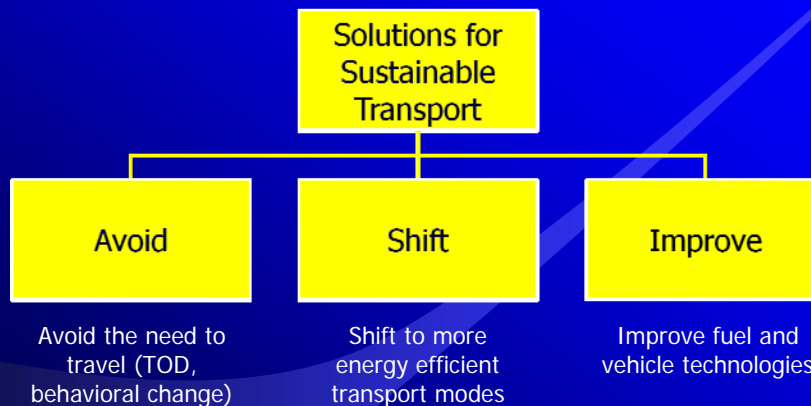 Solutions for
Sustainable
Transport
Avoid
Shift
Improve
Avoid the need to
travel (TOD,
behavioral change)
Shift to more
energy efficient
transport modes
Improve fuel and
vehicle technologies